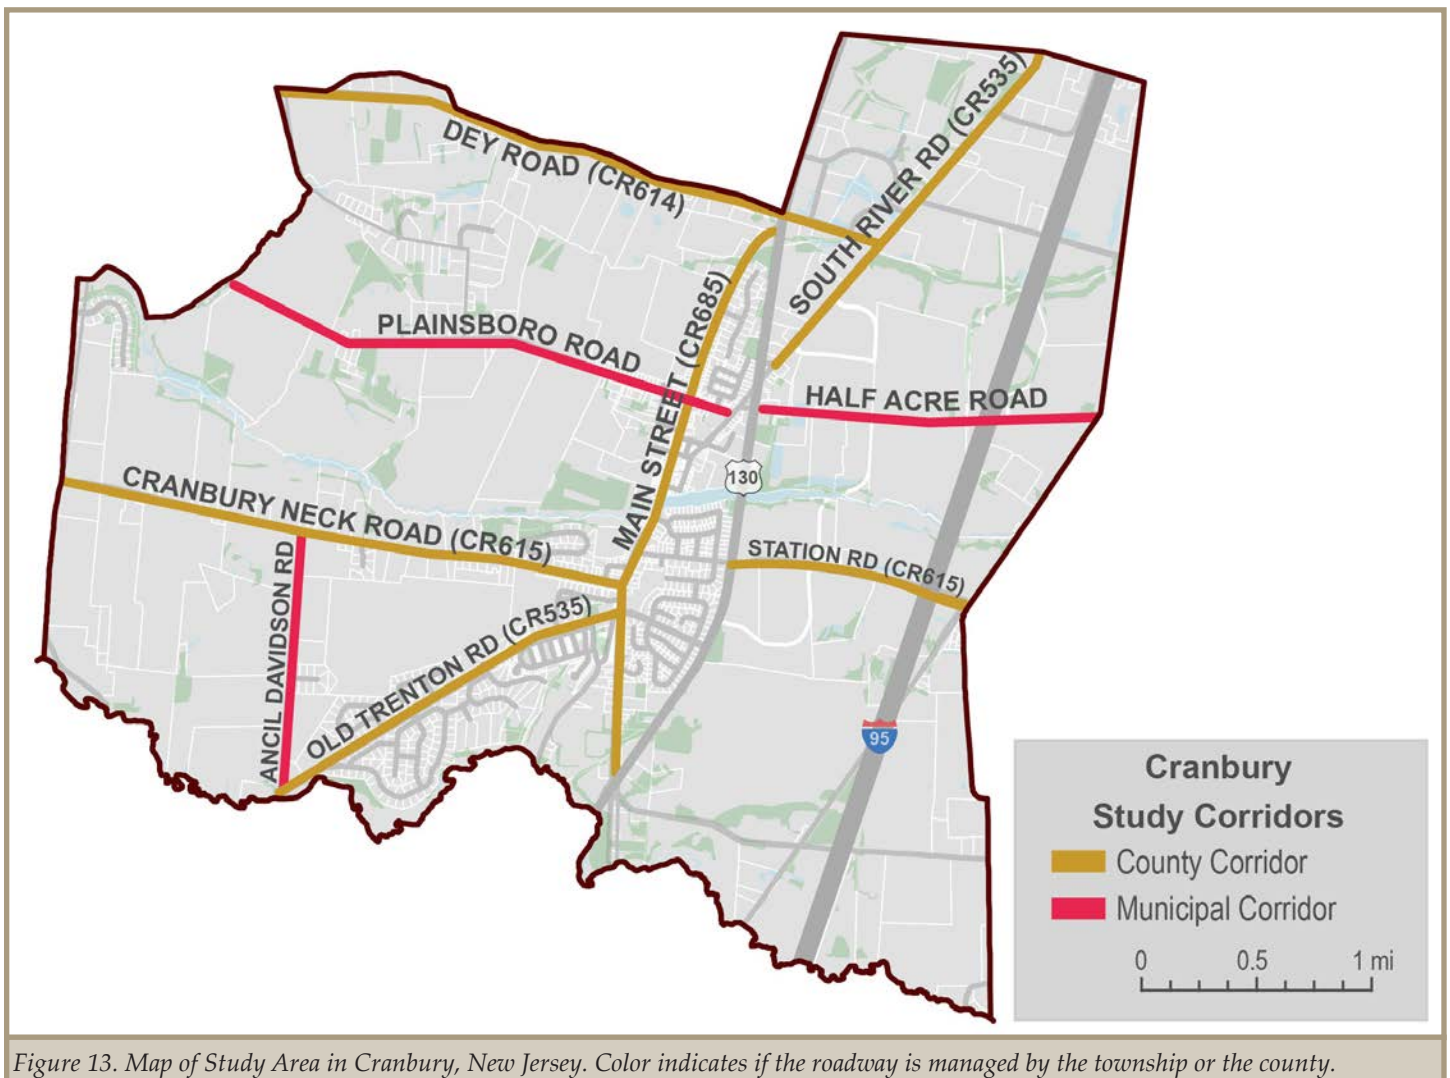 DEY ROAD (CR614)
SOUTH RIVER RD (CR535)
PLAINSBORO ROAD
MAIN STREET (CR685)
HALF ACRE ROAD
130
CRANBURY NECK ROAD (CR615)
STATION RD (CR615)
ANCIL DAVIDSON RD
OLD TRENTON RD (CR535)
95
Cranbury
Study Corridors
County Corridor
Municipal Corridor
0 0.5 1 mi
Figure 13. Map of Study Area in Cranbury, New Jersey. Color indicates if the roadway is managed by the township or the county.